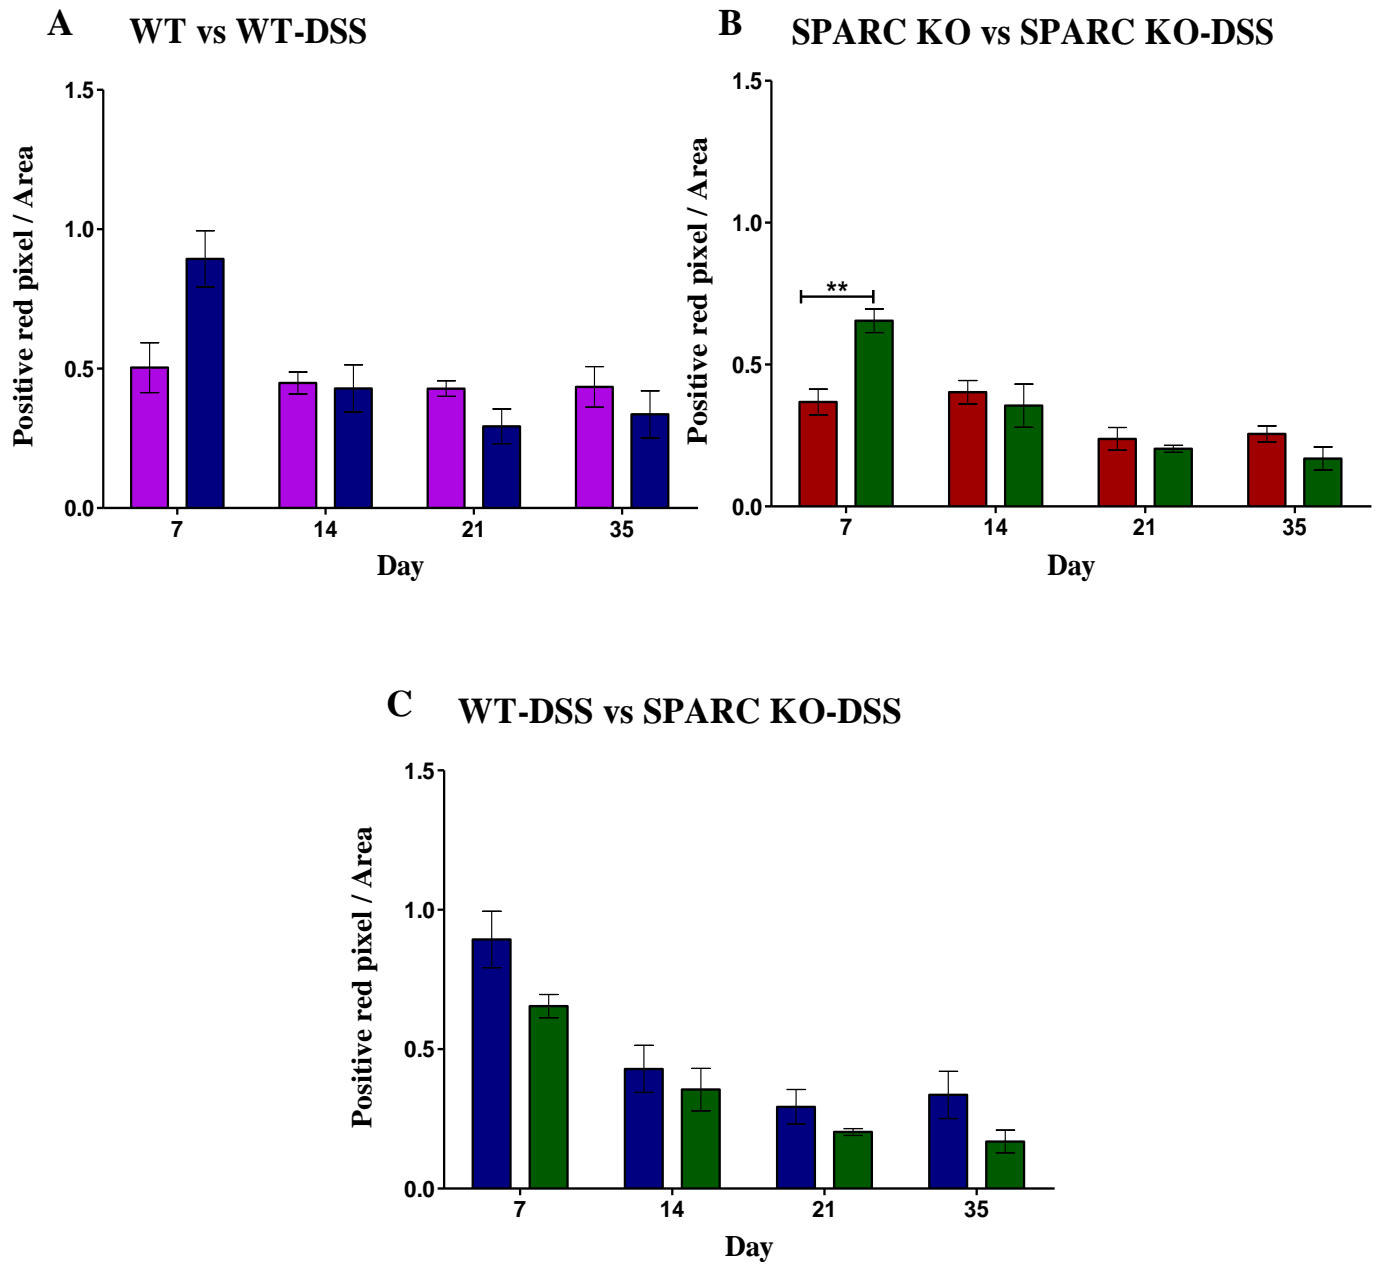 A WT vs WT-DSS
Positive red pixel / Area
1.5
1.0
0.5
0.0
7 14 21 35
Day
B SPARC KO vs SPARC KO-DSS
Positive red pixel / Area
1.5
1.0
0.5
0.0
**
7 14 21 35
Day
C WT-DSS vs SPARC KO-DSS
Positive red pixel / Area
1.5
1.0
0.5
0.0
7 14 21 35
Day